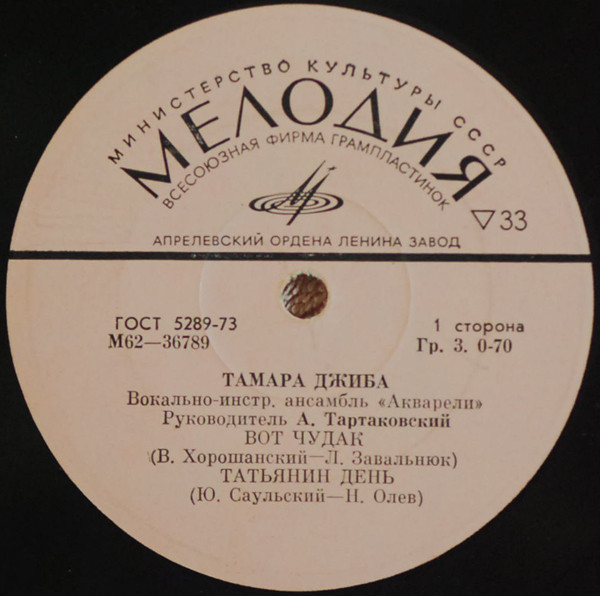 МИНИСТЕРСТВО КУЛЬТУРЫ СССР
МЕЛОДИЯ
ВСЕСОЮЗНАЯ ФИРМА ГРАМПЛАСТИНОК
▽33
АПРЕЛЕВСКИЙ ОРДЕНА ЛЕНИНА ЗАВОД
ГОСТ 5289-73 1 сторона
М62—36789 Гр. 3. 0-70
ТАМАРА ДЖИБА
Вокально-инстр. ансамбль «Акварели»
Руководитель А. Тартаковский
ВОТ ЧУДАК
(В. Хорошанский—Л. Завальнюк)
ТАТЬЯНИН ДЕНЬ
(Ю. Саульский—Н. Олев)